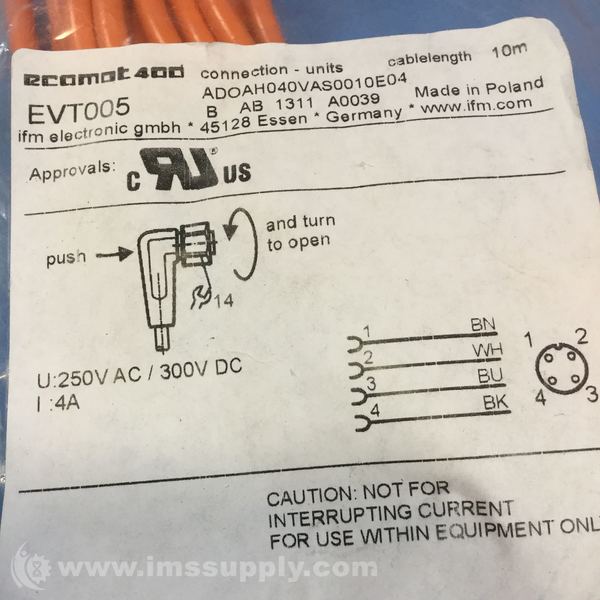 ecomat 400 connection - units cablelength 10m
EVT005 ADOAH040VAS0010E04
B AB 1311 A0039 Made in Poland
ifm electronic gmbh * 45128 Essen * Germany * www.ifm.com
Approvals: c RU ® US
push and turn
to open
14
1 BN
2 WH
3 BU
4 BK
1 2
4 3
U:250V AC / 300V DC
I :4A
CAUTION: NOT FOR
INTERRUPTING CURRENT
FOR USE WITHIN EQUIPMENT ONL
© www.imssupply.com/